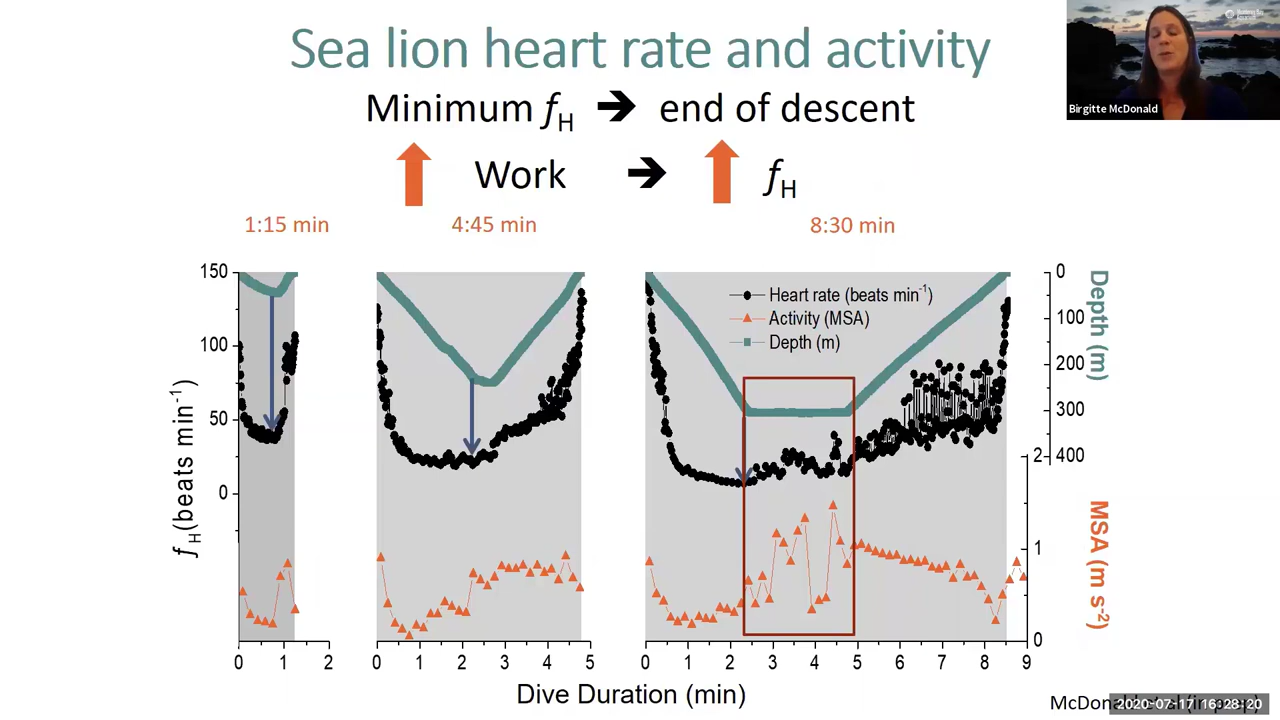 Sea lion heart rate and activity
Minimum fH ➔ end of descent
Work ➔ fH
1:15 min
4:45 min
8:30 min
Birgitte McDonald
Heart rate (beats min-1)
Activity (MSA)
Depth (m)
150
100
50
0
fH (beats min-1)
0
100
200
300
400
Depth (m)
2
1
0
MSA (m s-2)
0 1 2
0 1 2 3 4 5
0 1 2 3 4 5 6 7 8 9
Dive Duration (min)
2020-07-17 16:28:20